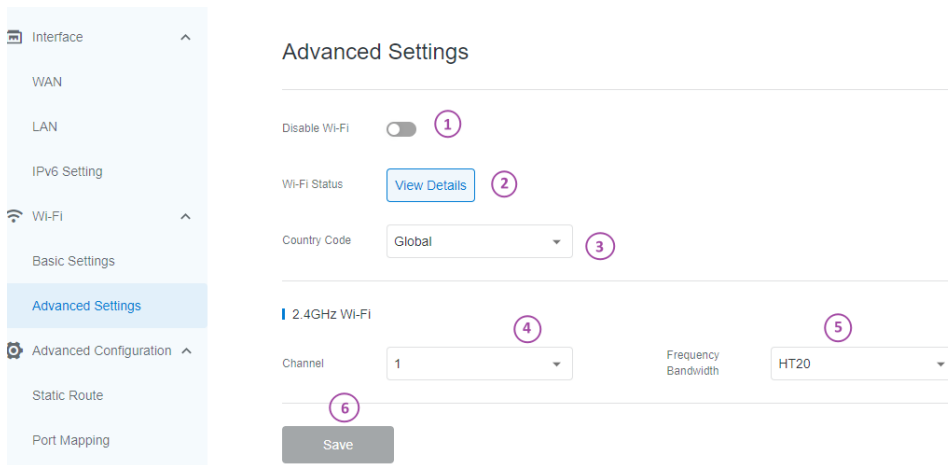 Interface
WAN
LAN
IPv6 Setting
Wi-Fi
Basic Settings
Advanced Settings
Advanced Configuration
Static Route
Port Mapping
Advanced Settings
Disable Wi-Fi 1
Wi-Fi Status View Details 2
Country Code Global 3
2.4GHz Wi-Fi
4 5
Channel 1 Frequency Bandwidth HT20
6
Save